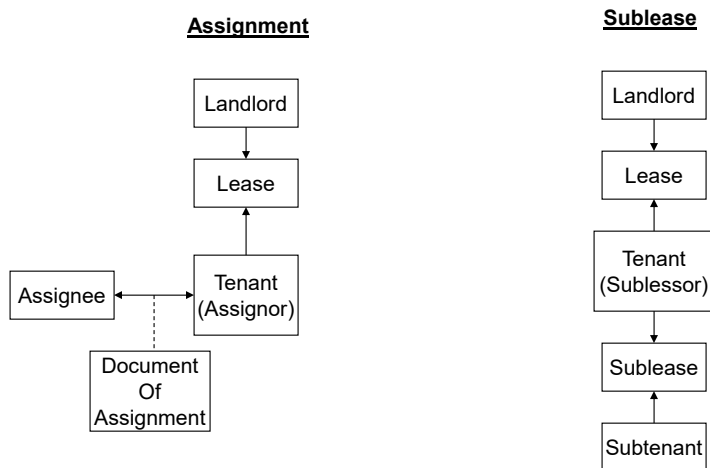 Assignment
Landlord
Lease
Assignee
Tenant
(Assignor)
Document
Of
Assignment
Sublease
Landlord
Lease
Tenant
(Sublessor)
Sublease
Subtenant